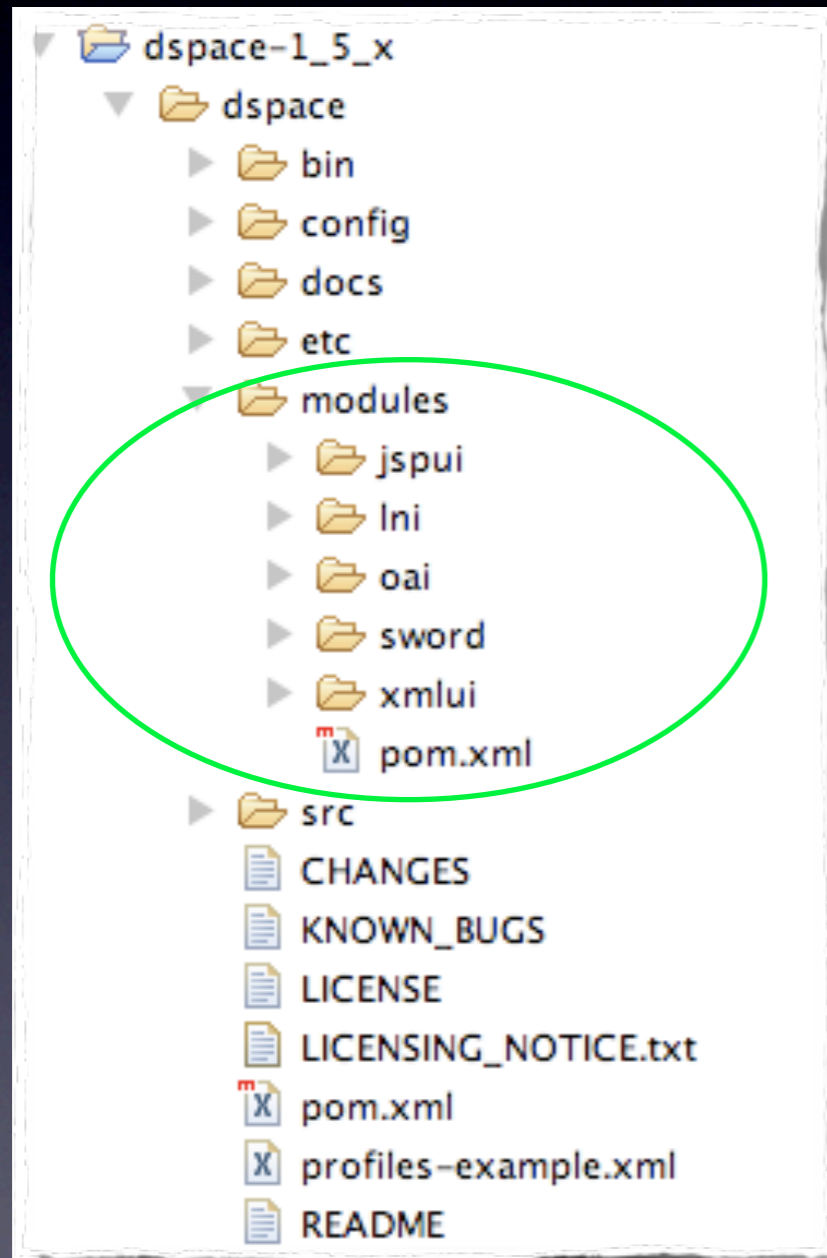 dspace-1_5_x
dspace
bin
config
docs
etc
modules
jspui
lni
oai
sword
xmlui
pom.xml
src
CHANGES
KNOWN_BUGS
LICENSE
LICENSING_NOTICE.txt
pom.xml
profiles-example.xml
README